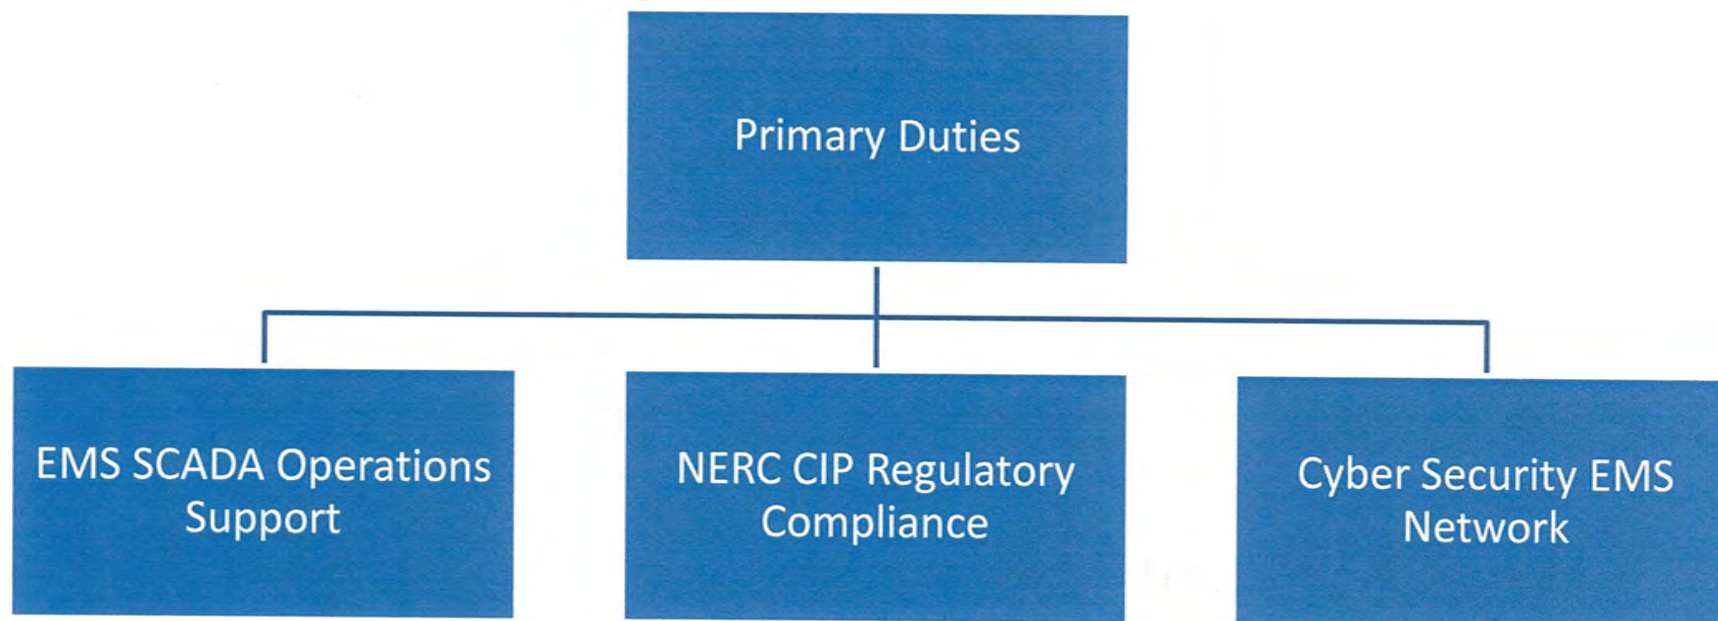 Primary Duties
EMS SCADA Operations
Support
NERC CIP Regulatory
Compliance
Cyber Security EMS
Network